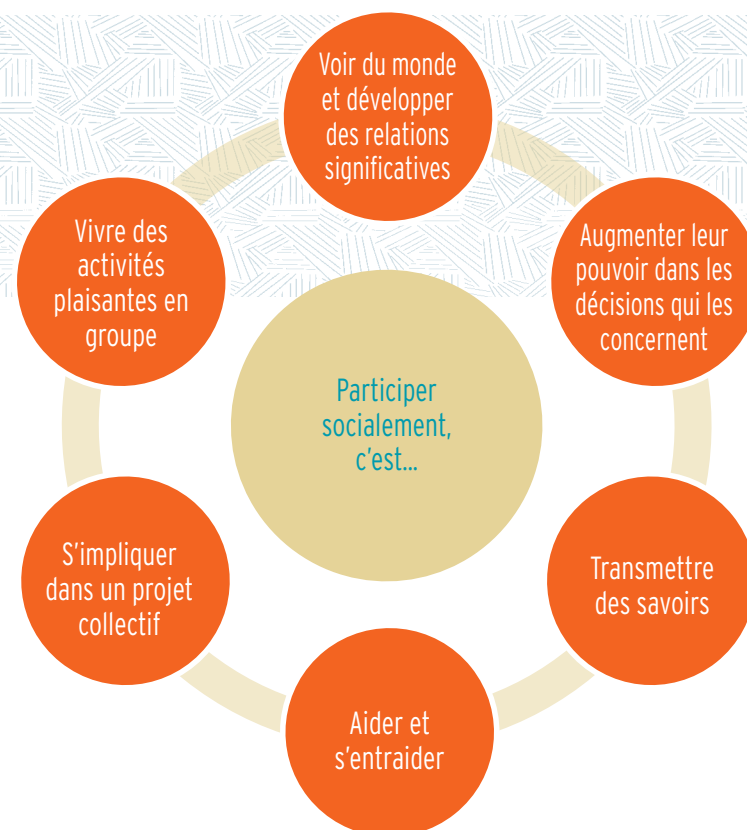 Voir du monde
et développer
des relations
significatives
Augmenter leur
pouvoir dans les
décisions qui les
concernent
Transmettre
des savoirs
Aider et
s'entraider
S'impliquer
dans un projet
collectif
Vivre des
activités
plaisantes en
groupe
Participer
socialement,
c'est...